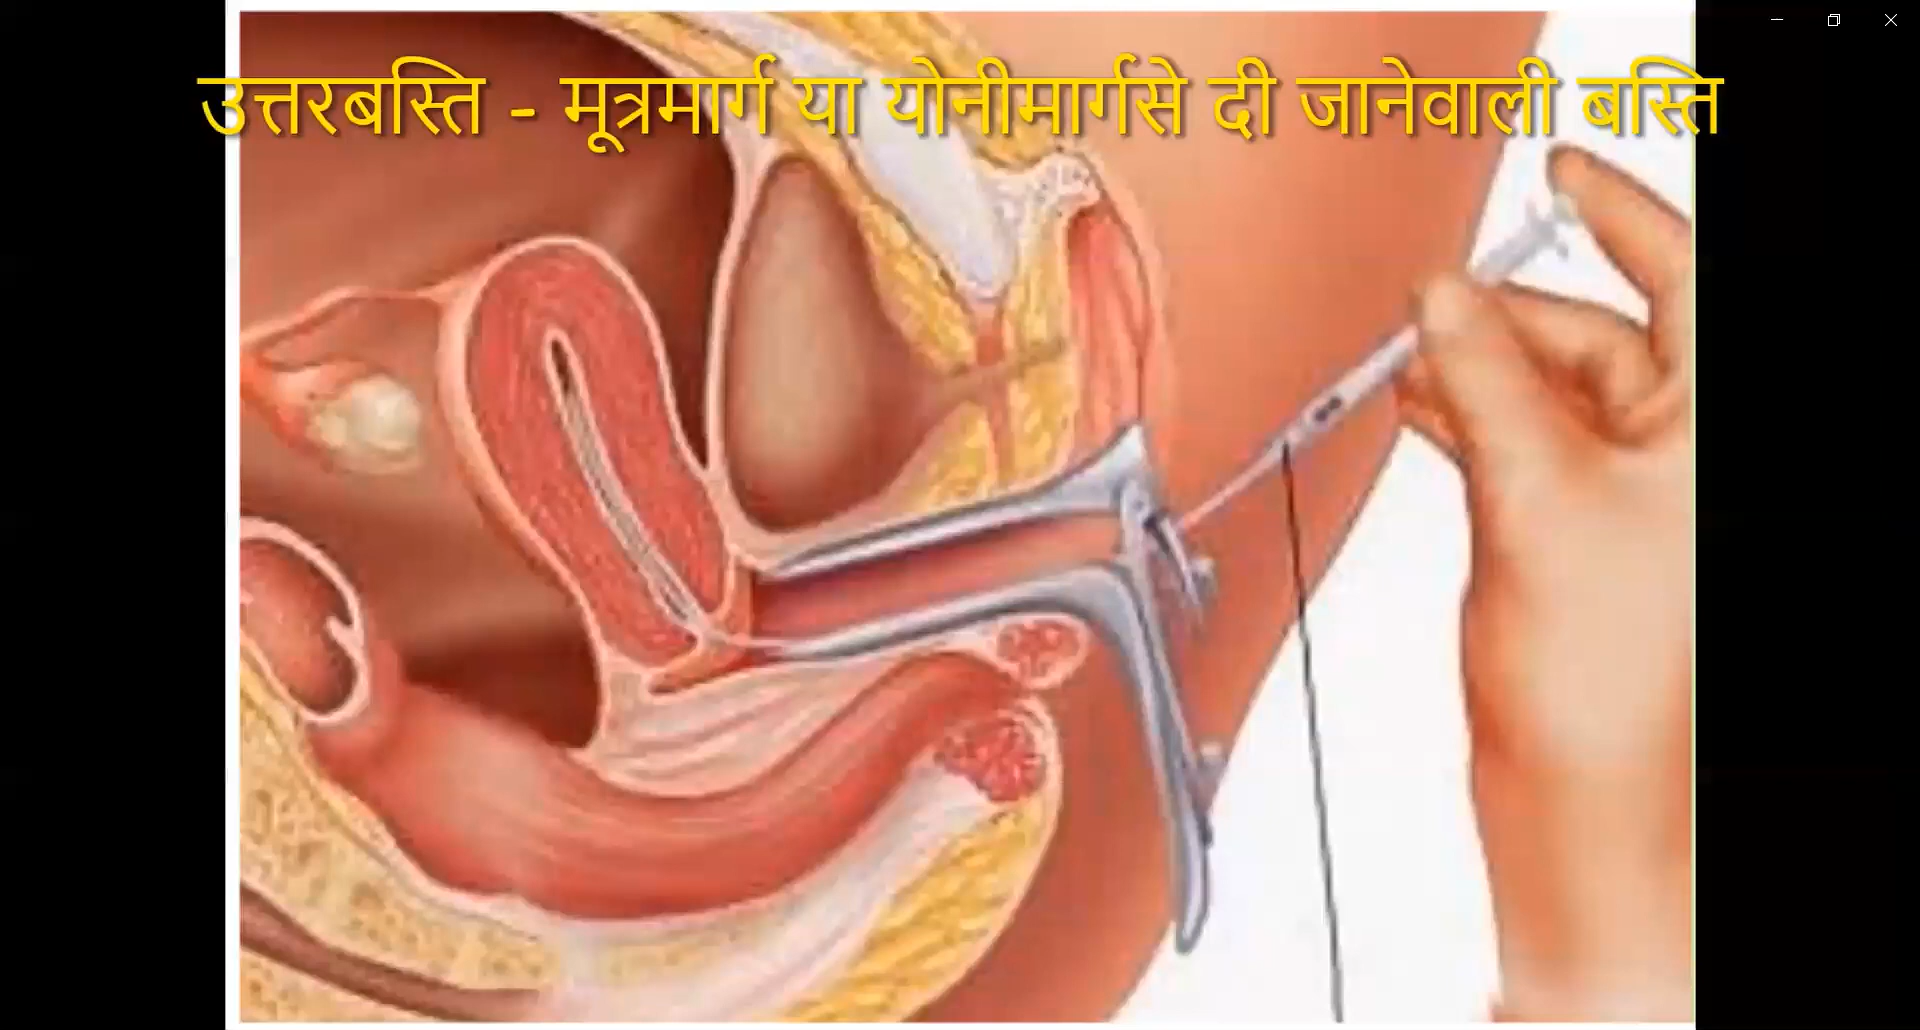 उत्तरबस्ति - मूत्रमार्ग या योनीमार्गसे दी जानेवाली बस्ति